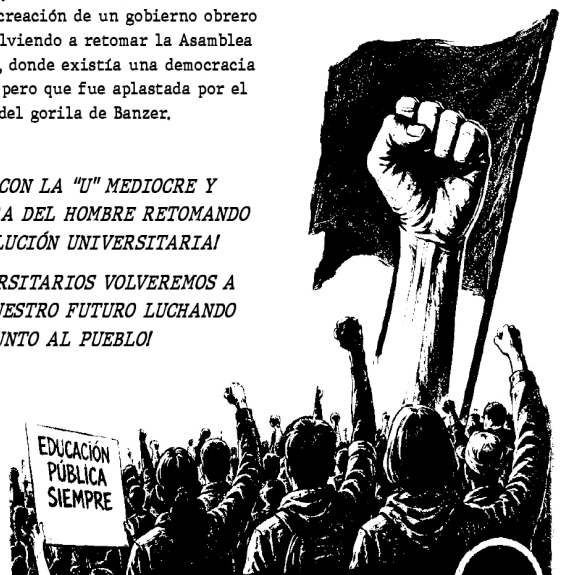 creación de un gobierno obrero
lviendo a retomar la Asamblea
, donde existía una democracia
pero que fue aplastada por el
del gorila de Banzer.
CON LA "U" MEDIOCRE Y
A DEL HOMBRE RETOMANDO
LUCIÓN UNIVERSITARIA!
RSITARIOS VOLVEREMOS A
UESTRO FUTURO LUCHANDO
UNTO AL PUEBLO!
EDUCACIÓN
PÚBLICA
SIEMPRE